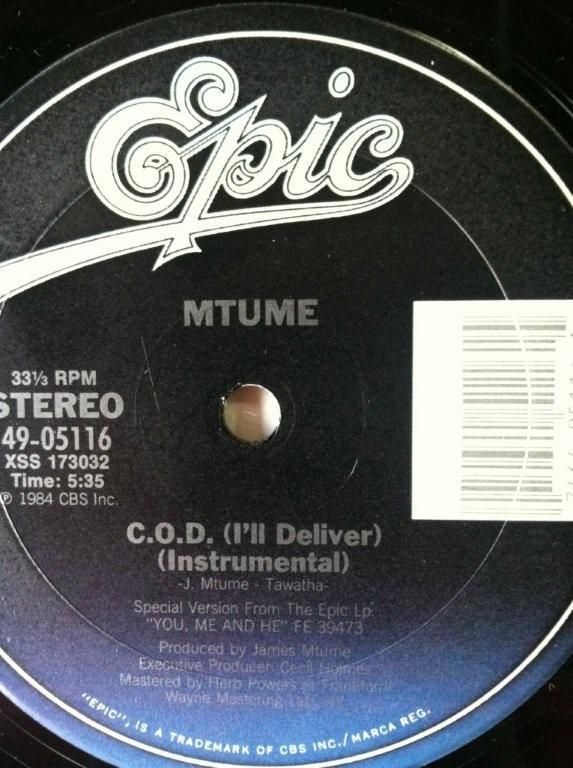 Epic
MTUME
33⅓ RPM
STEREO
49-05116
XSS 173032
Time: 5:35
℗ 1984 CBS Inc.
C.O.D. (I'll Deliver)
(Instrumental)
-J. Mtume - Tawatha-
Special Version From The Epic Lp:
"YOU, ME AND HE" FE 39473
Produced by James Mtume
Executive Producer: Cecil Holmes
Mastered by Herb Powers at Frankford
Wayne Mastering
"EPIC", IS A TRADEMARK OF CBS INC./MARCA REG.